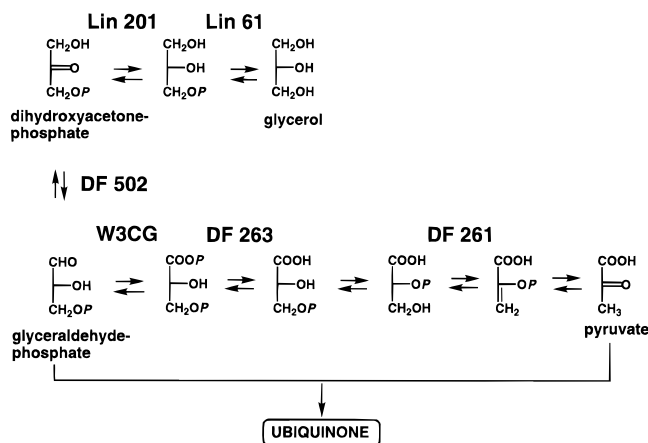 Lin 201 Lin 61
CH₂OH CH₂OH CH₂OH
O OH OH
CH₂OP CH₂OP CH₂OH
dihydroxyacetone-
phosphate
glycerol
DF 502
W3CG DF 263 DF 261
CHO COOP COOH COOH COOH COOH
OH OH OH OP OP O
CH₂OP CH₂OP CH₂OP CH₂OH CH₂ CH₃
glyceraldehyde-
phosphate
pyruvate
UBIQUINONE